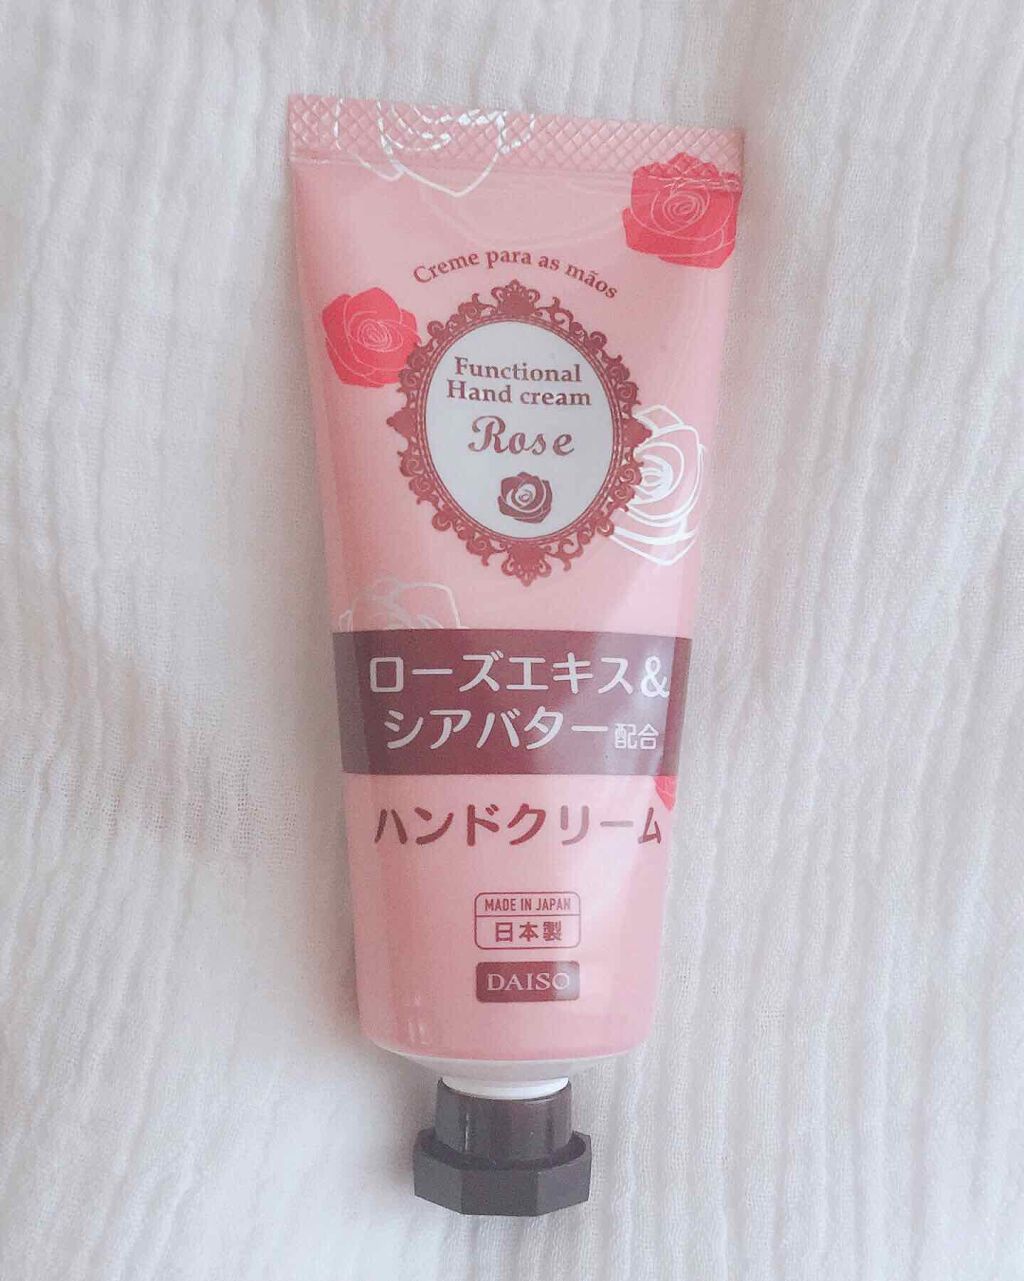 Creme para as mãos
Functional
Hand cream
Rose
ローズエキス&
シアバター配合
ハンドクリーム
MADE IN JAPAN
日本製
DAISO